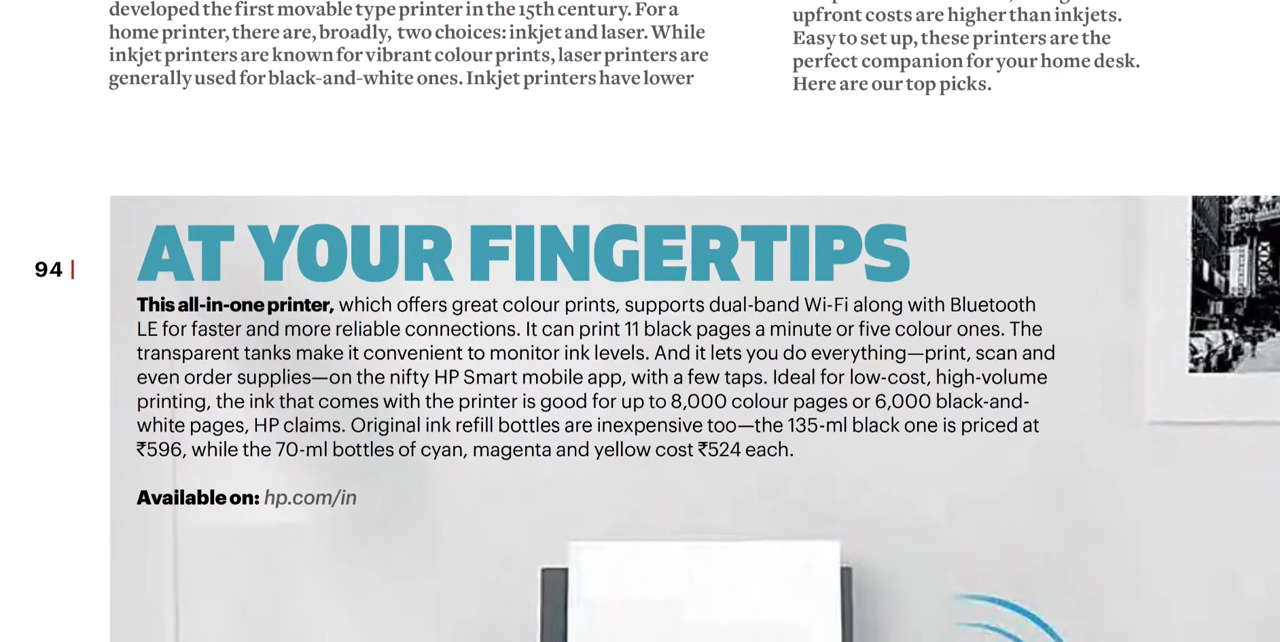 developed the first movable type printer in the 15th century. For a
home printer, there are, broadly, two choices: inkjet and laser. While
inkjet printers are known for vibrant colour prints, laser printers are
generally used for black-and-white ones. Inkjet printers have lower
upfront costs are higher than inkjets.
Easy to set up, these printers are the
perfect companion for your home desk.
Here are our top picks.
94 |
AT YOUR FINGERTIPS
This all-in-one printer, which offers great colour prints, supports dual-band Wi-Fi along with Bluetooth
LE for faster and more reliable connections. It can print 11 black pages a minute or five colour ones. The
transparent tanks make it convenient to monitor ink levels. And it lets you do everything—print, scan and
even order supplies—on the nifty HP Smart mobile app, with a few taps. Ideal for low-cost, high-volume
printing, the ink that comes with the printer is good for up to 8,000 colour pages or 6,000 black-and-
white pages, HP claims. Original ink refill bottles are inexpensive too—the 135-ml black one is priced at
₹596, while the 70-ml bottles of cyan, magenta and yellow cost ₹524 each.
Available on: hp.com/in